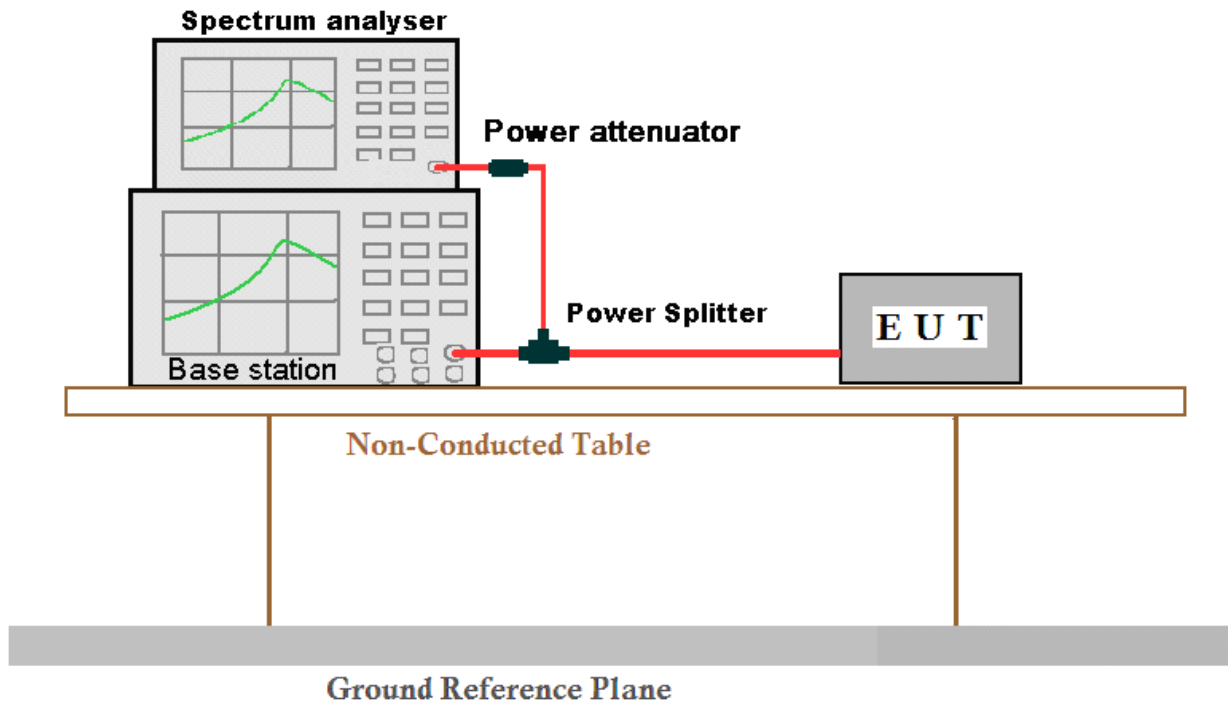 Spectrum analyser
Power attenuator
Power Splitter
E U T
Base station
Non-Conducted Table
Ground Reference Plane